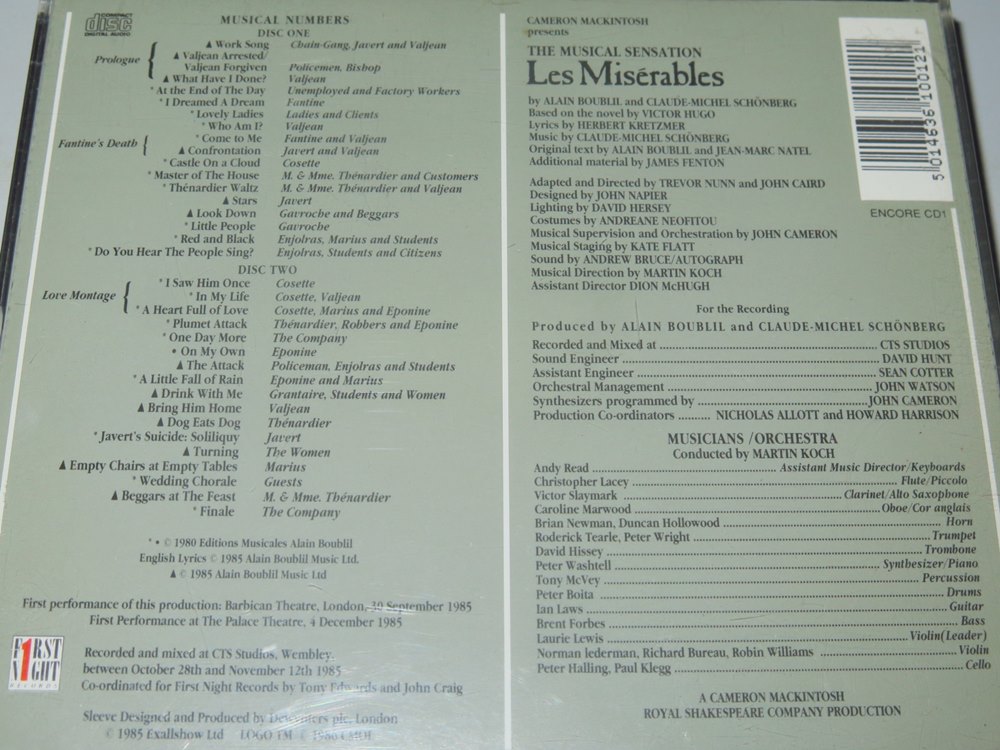 COMPACT
disc
DIGITAL AUDIO
MUSICAL NUMBERS
DISC ONE
Prologue
▲ Work Song Chain-Gang, Javert and Valjean
▲ Valjean Arrested/
Valjean Forgiven Policemen, Bishop
▲ What Have I Done? Valjean
* At the End of The Day Unemployed and Factory Workers
* I Dreamed A Dream Fantine
* Lovely Ladies Ladies and Clients
* Who Am I? Valjean
Fantine's Death
* Come to Me Fantine and Valjean
▲ Confrontation Javert and Valjean
* Castle On a Cloud Cosette
* Master of The House M. & Mme. Thénardier and Customers
* Thénardier Waltz M. & Mme. Thénardier and Valjean
▲ Stars Javert
▲ Look Down Gavroche and Beggars
* Little People Gavroche
* Red and Black Enjolras, Marius and Students
* Do You Hear The People Sing? Enjolras, Students and Citizens
DISC TWO
Love Montage
* I Saw Him Once Cosette
* In My Life Cosette, Valjean
* A Heart Full of Love Cosette, Marius and Eponine
* Plumet Attack Thénardier, Robbers and Eponine
* One Day More The Company
• On My Own Eponine
▲ The Attack Policeman, Enjolras and Students
* A Little Fall of Rain Eponine and Marius
▲ Drink With Me Grantaire, Students and Women
▲ Bring Him Home Valjean
▲ Dog Eats Dog Thénardier
* Javert's Suicide: Soliliquy Javert
▲ Turning The Women
▲ Empty Chairs at Empty Tables Marius
* Wedding Chorale Guests
▲ Beggars at The Feast M. & Mme. Thénardier
* Finale The Company
* • © 1980 Editions Musicales Alain Boublil
English Lyrics © 1985 Alain Boublil Music Ltd.
▲ © 1985 Alain Boublil Music Ltd
First performance of this production: Barbican Theatre, London, 30 September 1985
First Performance at The Palace Theatre, 4 December 1985
FIRST
NIGHT
RECORDS
Recorded and mixed at CTS Studios, Wembley.
between October 28th and November 12th 1985
Co-ordinated for First Night Records by Tony Edwards and John Craig
Sleeve Designed and Produced by Dewynters plc, London
© 1985 Exallshow Ltd LOGO TM © 1986 CMOL
CAMERON MACKINTOSH
presents
THE MUSICAL SENSATION
Les Misérables
by ALAIN BOUBLIL and CLAUDE-MICHEL SCHÖNBERG
Based on the novel by VICTOR HUGO
Lyrics by HERBERT KRETZMER
Music by CLAUDE-MICHEL SCHÖNBERG
Original text by ALAIN BOUBLIL and JEAN-MARC NATEL
Additional material by JAMES FENTON
Adapted and Directed by TREVOR NUNN and JOHN CAIRD
Designed by JOHN NAPIER
Lighting by DAVID HERSEY
Costumes by ANDREANE NEOFITOU
Musical Supervision and Orchestration by JOHN CAMERON
Musical Staging by KATE FLATT
Sound by ANDREW BRUCE/AUTOGRAPH
Musical Direction by MARTIN KOCH
Assistant Director DION McHUGH
5 014636 100121
ENCORE CD1
For the Recording
Produced by ALAIN BOUBLIL and CLAUDE-MICHEL SCHÖNBERG
Recorded and Mixed at CTS STUDIOS
Sound Engineer DAVID HUNT
Assistant Engineer SEAN COTTER
Orchestral Management JOHN WATSON
Synthesizers programmed by JOHN CAMERON
Production Co-ordinators NICHOLAS ALLOTT and HOWARD HARRISON
MUSICIANS /ORCHESTRA
Conducted by MARTIN KOCH
Andy Read Assistant Music Director/Keyboards
Christopher Lacey Flute/Piccolo
Victor Slaymark Clarinet/Alto Saxophone
Caroline Marwood Oboe/Cor anglais
Brian Newman, Duncan Hollowood Horn
Roderick Tearle, Peter Wright Trumpet
David Hissey Trombone
Peter Washtell Synthesizer/Piano
Tony McVey Percussion
Peter Boita Drums
Ian Laws Guitar
Brent Forbes Bass
Laurie Lewis Violin(Leader)
Norman Iederman, Richard Bureau, Robin Williams Violin
Peter Halling, Paul Klegg Cello
A CAMERON MACKINTOSH
ROYAL SHAKESPEARE COMPANY PRODUCTION